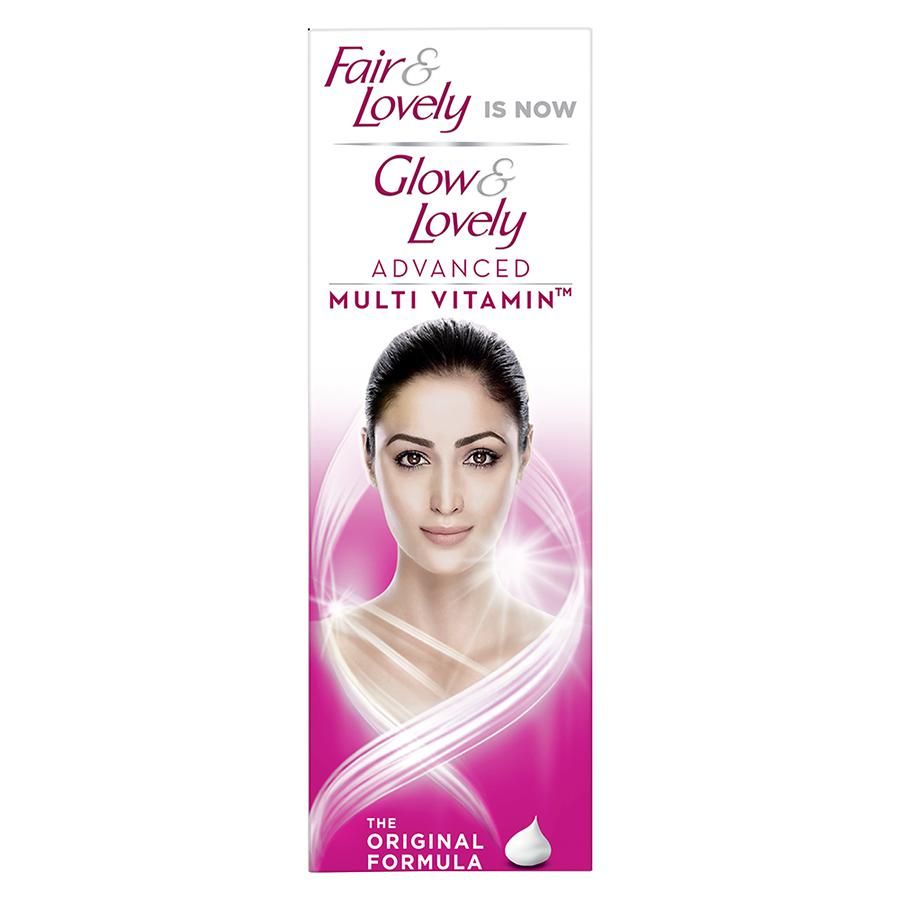 Fair &
Lovely IS NOW
Glow &
Lovely
ADVANCED
MULTI VITAMIN™
THE
ORIGINAL
FORMULA